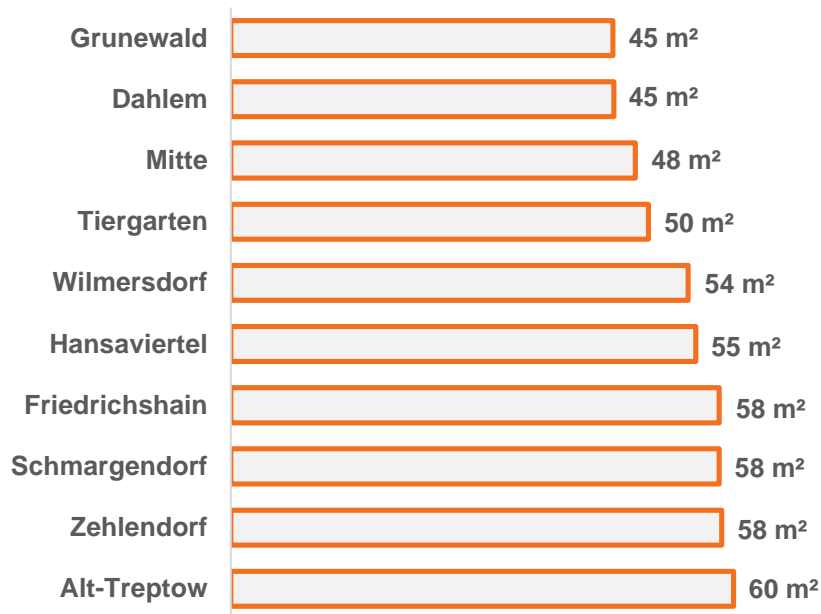 Grunewald 45 m²
Dahlem 45 m²
Mitte 48 m²
Tiergarten 50 m²
Wilmersdorf 54 m²
Hansaviertel 55 m²
Friedrichshain 58 m²
Schmargendorf 58 m²
Zehlendorf 58 m²
Alt-Treptow 60 m²